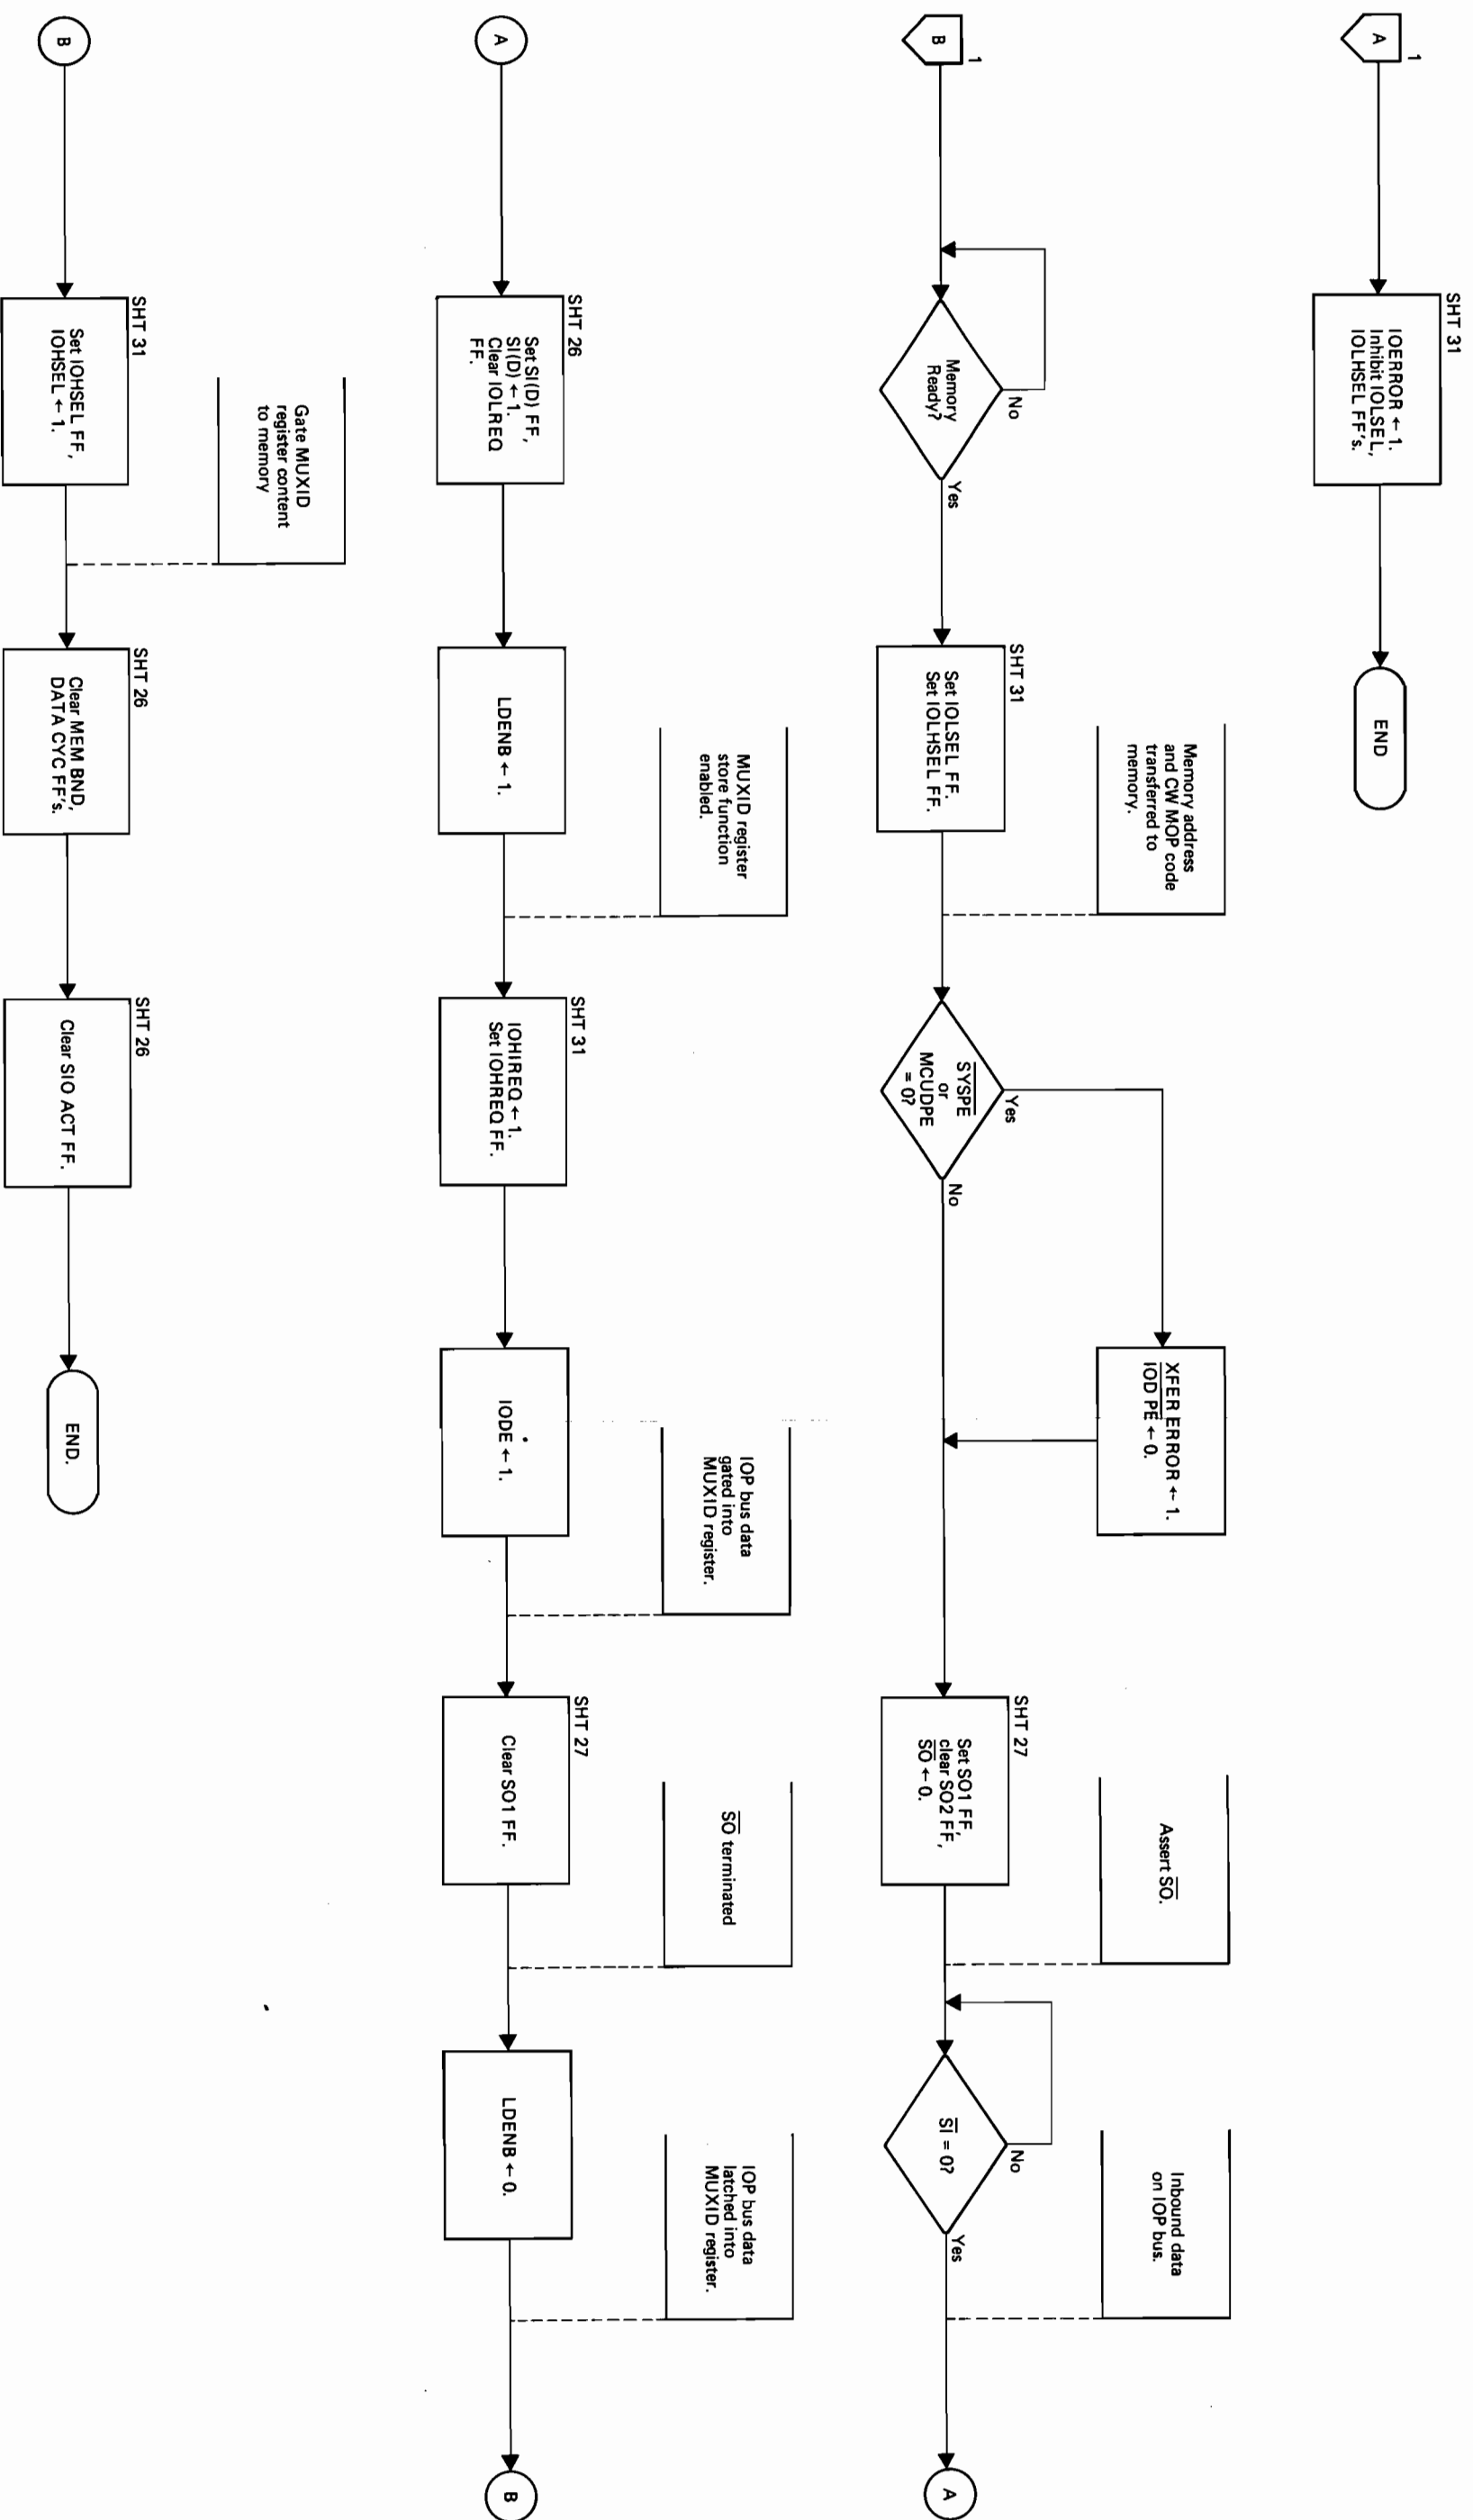 A
1
SHT 31
IOERROR ← 1.
Inhibit IOLSEL,
IOLHSEL FF's.
END
B
1
Memory
Ready?
No
Yes
SHT 31
Set IOLSEL FF.
Set IOLHSEL FF.
Memory address
and CW MOP code
transferred to
memory.
S̅Y̅S̅P̅E̅
or
MCUDPE
= 0?
Yes
No
XFER ERROR ← 1.
I̅O̅D̅ ̅P̅E̅ ← 0.
SHT 27
Set SO1 FF,
clear SO2 FF,
S̅O̅ ← 0.
Assert S̅O̅.
S̅I̅ = 0?
No
Yes
Inbound data
on IOP bus.
A
A
SHT 26
Set SI(D) FF,
SI(D) ← 1.
Clear IOLREQ
FF.
LDENB ← 1.
MUXID register
store function
enabled.
SHT 31
IOHIREQ ← 1.
Set IOHREQ FF.
IODE ← 1.
IOP bus data
gated into
MUXID register.
SHT 27
Clear SO1 FF.
S̅O̅ terminated
LDENB ← 0.
IOP bus data
latched into
MUXID register.
B
B
SHT 31
Set IOHSEL FF,
IOHSEL ← 1.
Gate MUXID
register content
to memory
SHT 26
Clear MEM BND,
DATA CYC FF's.
SHT 26
Clear SIO ACT FF.
END.